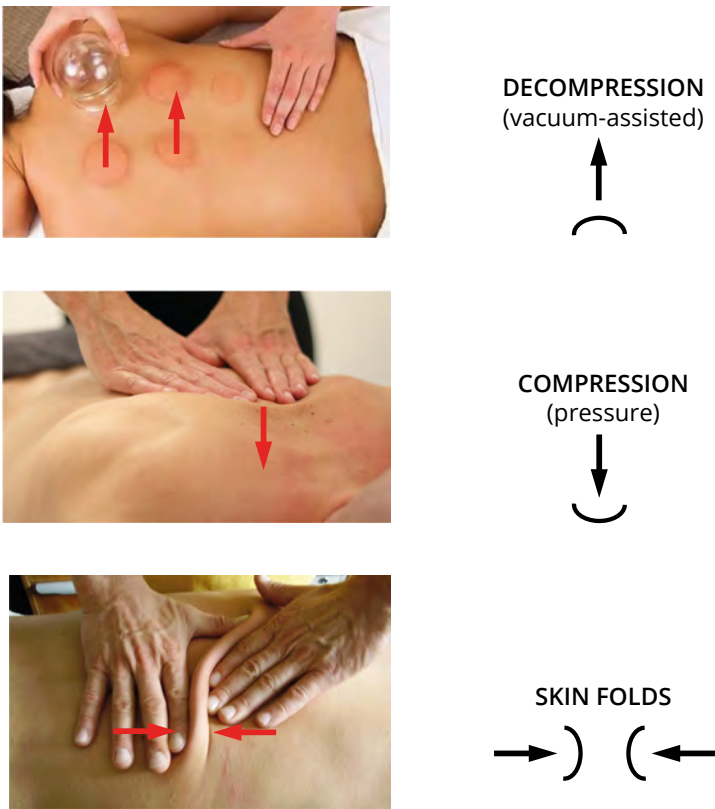 DECOMPRESSION
(vacuum-assisted)
COMPRESSION
(pressure)
SKIN FOLDS